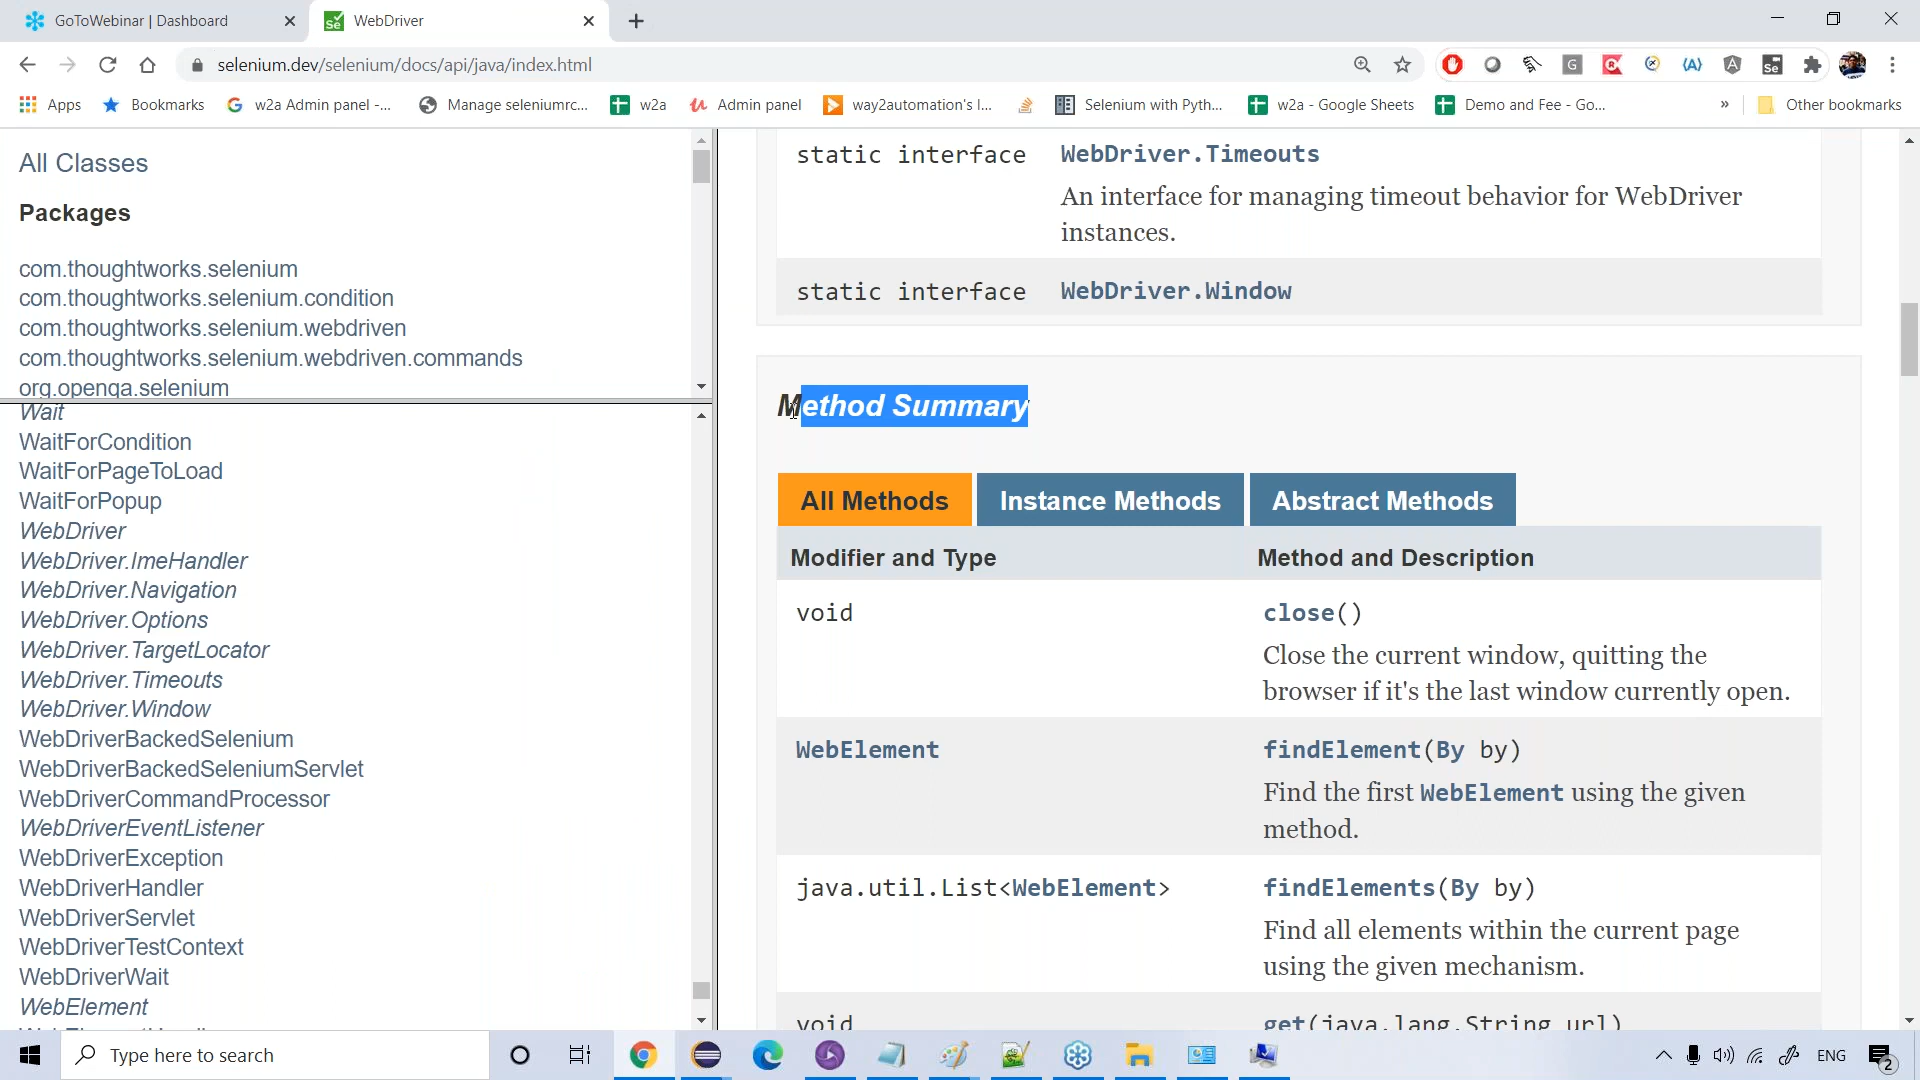 GoToWebinar | Dashboard
WebDriver
selenium.dev/selenium/docs/api/java/index.html
Apps
Bookmarks
w2a Admin panel -...
Manage seleniumrc...
w2a
Admin panel
way2automation's l...
Selenium with Pyth...
w2a - Google Sheets
Demo and Fee - Go...
»
Other bookmarks
All Classes
Packages
com.thoughtworks.selenium
com.thoughtworks.selenium.condition
com.thoughtworks.selenium.webdriven
com.thoughtworks.selenium.webdriven.commands
org.openqa.selenium
Wait
WaitForCondition
WaitForPageToLoad
WaitForPopup
WebDriver
WebDriver.ImeHandler
WebDriver.Navigation
WebDriver.Options
WebDriver.TargetLocator
WebDriver.Timeouts
WebDriver.Window
WebDriverBackedSelenium
WebDriverBackedSeleniumServlet
WebDriverCommandProcessor
WebDriverEventListener
WebDriverException
WebDriverHandler
WebDriverServlet
WebDriverTestContext
WebDriverWait
WebElement
static interface WebDriver.Timeouts
An interface for managing timeout behavior for WebDriver
instances.
static interface WebDriver.Window
Method Summary
All Methods Instance Methods Abstract Methods
Modifier and Type Method and Description
void close()
Close the current window, quitting the
browser if it's the last window currently open.
WebElement findElement(By by)
Find the first WebElement using the given
method.
java.util.List<WebElement> findElements(By by)
Find all elements within the current page
using the given mechanism.
void get(java.lang.String url)
Type here to search
ENG
2